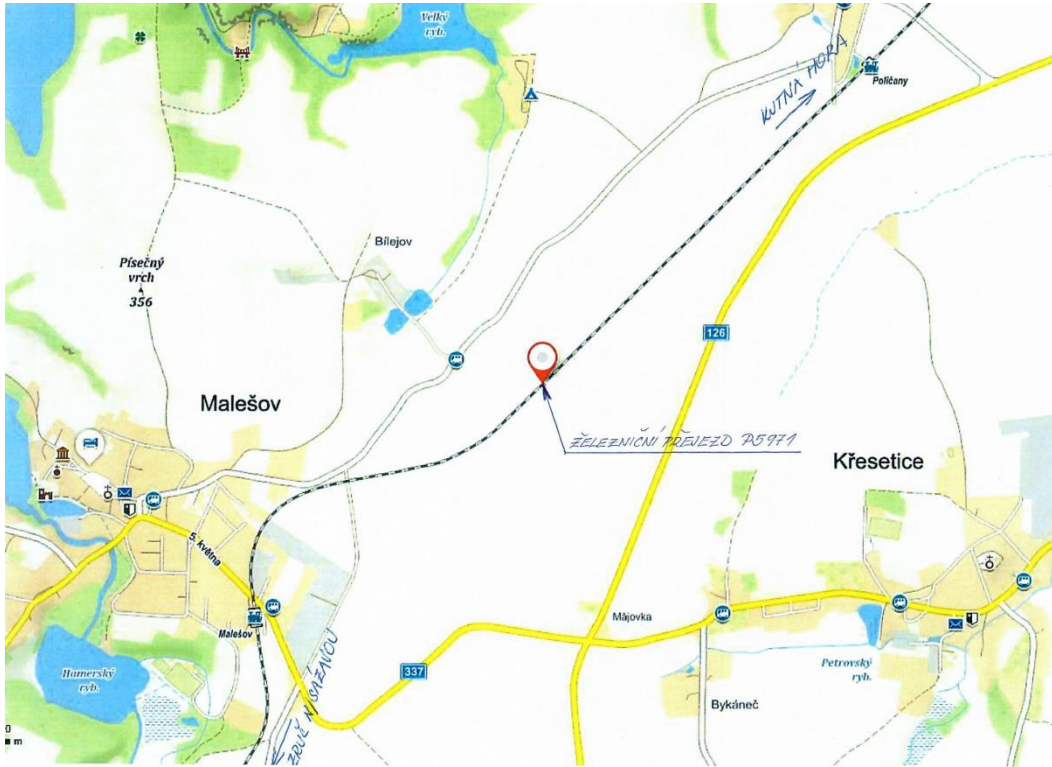 Velký
ryb.
KUTNÁ HORA
Poličany
Bílejov
Písečný
vrch
356
126
Malešov
ŽELEZNIČNÍ PŘEJEZD P5971
Křesetice
5. května
Malešov
Májovka
337
Hamerský
ryb.
ZRUČ N. SÁZAVOU
Petrovský
ryb.
Bykáneč
0
m